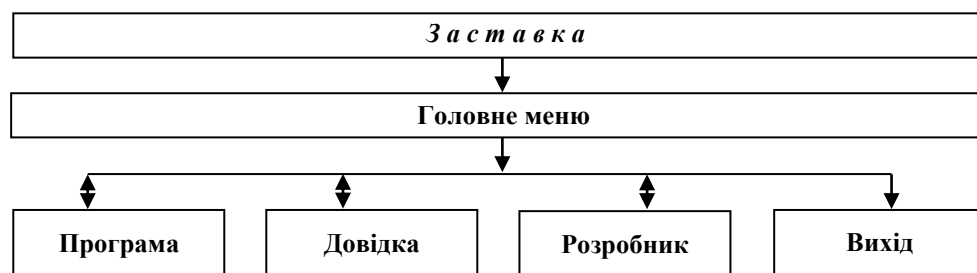 З а с т а в к а
Головне меню
Програма Довідка Розробник Вихід